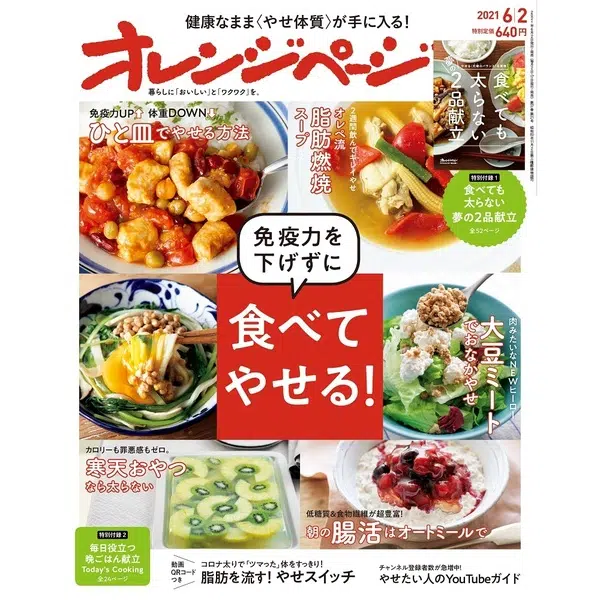 健康なまま〈やせ体質〉が手に入る!
2021 6|2
特別定価640円
オレンジページ
暮らしに「おいしい」と「ワクワク」を。
食べても
太らない
夢の2品献立
免疫力UP↑ 体重DOWN↓
ひと皿でやせる方法
2週間飲んでキレイやせ
オレペ流
脂肪燃焼
スープ
特別付録1
食べても
太らない
夢の2品献立
全52ページ
免疫力を
下げずに
食べて
やせる!
肉みたいなNEWヒーロー
大豆ミート
でおなかやせ
カロリーも罪悪感もゼロ。
寒天おやつ
なら太らない
低糖質&食物繊維が超豊富!
朝の腸活はオートミールで
特別付録2
毎日役立つ
晩ごはん献立
Today's Cooking
全24ページ
動画
QRコード
つき
コロナ太りで「ツマった」体をすっきり!
脂肪を流す! やせスイッチ
チャンネル登録者数が急増中!
やせたい人のYouTubeガイド